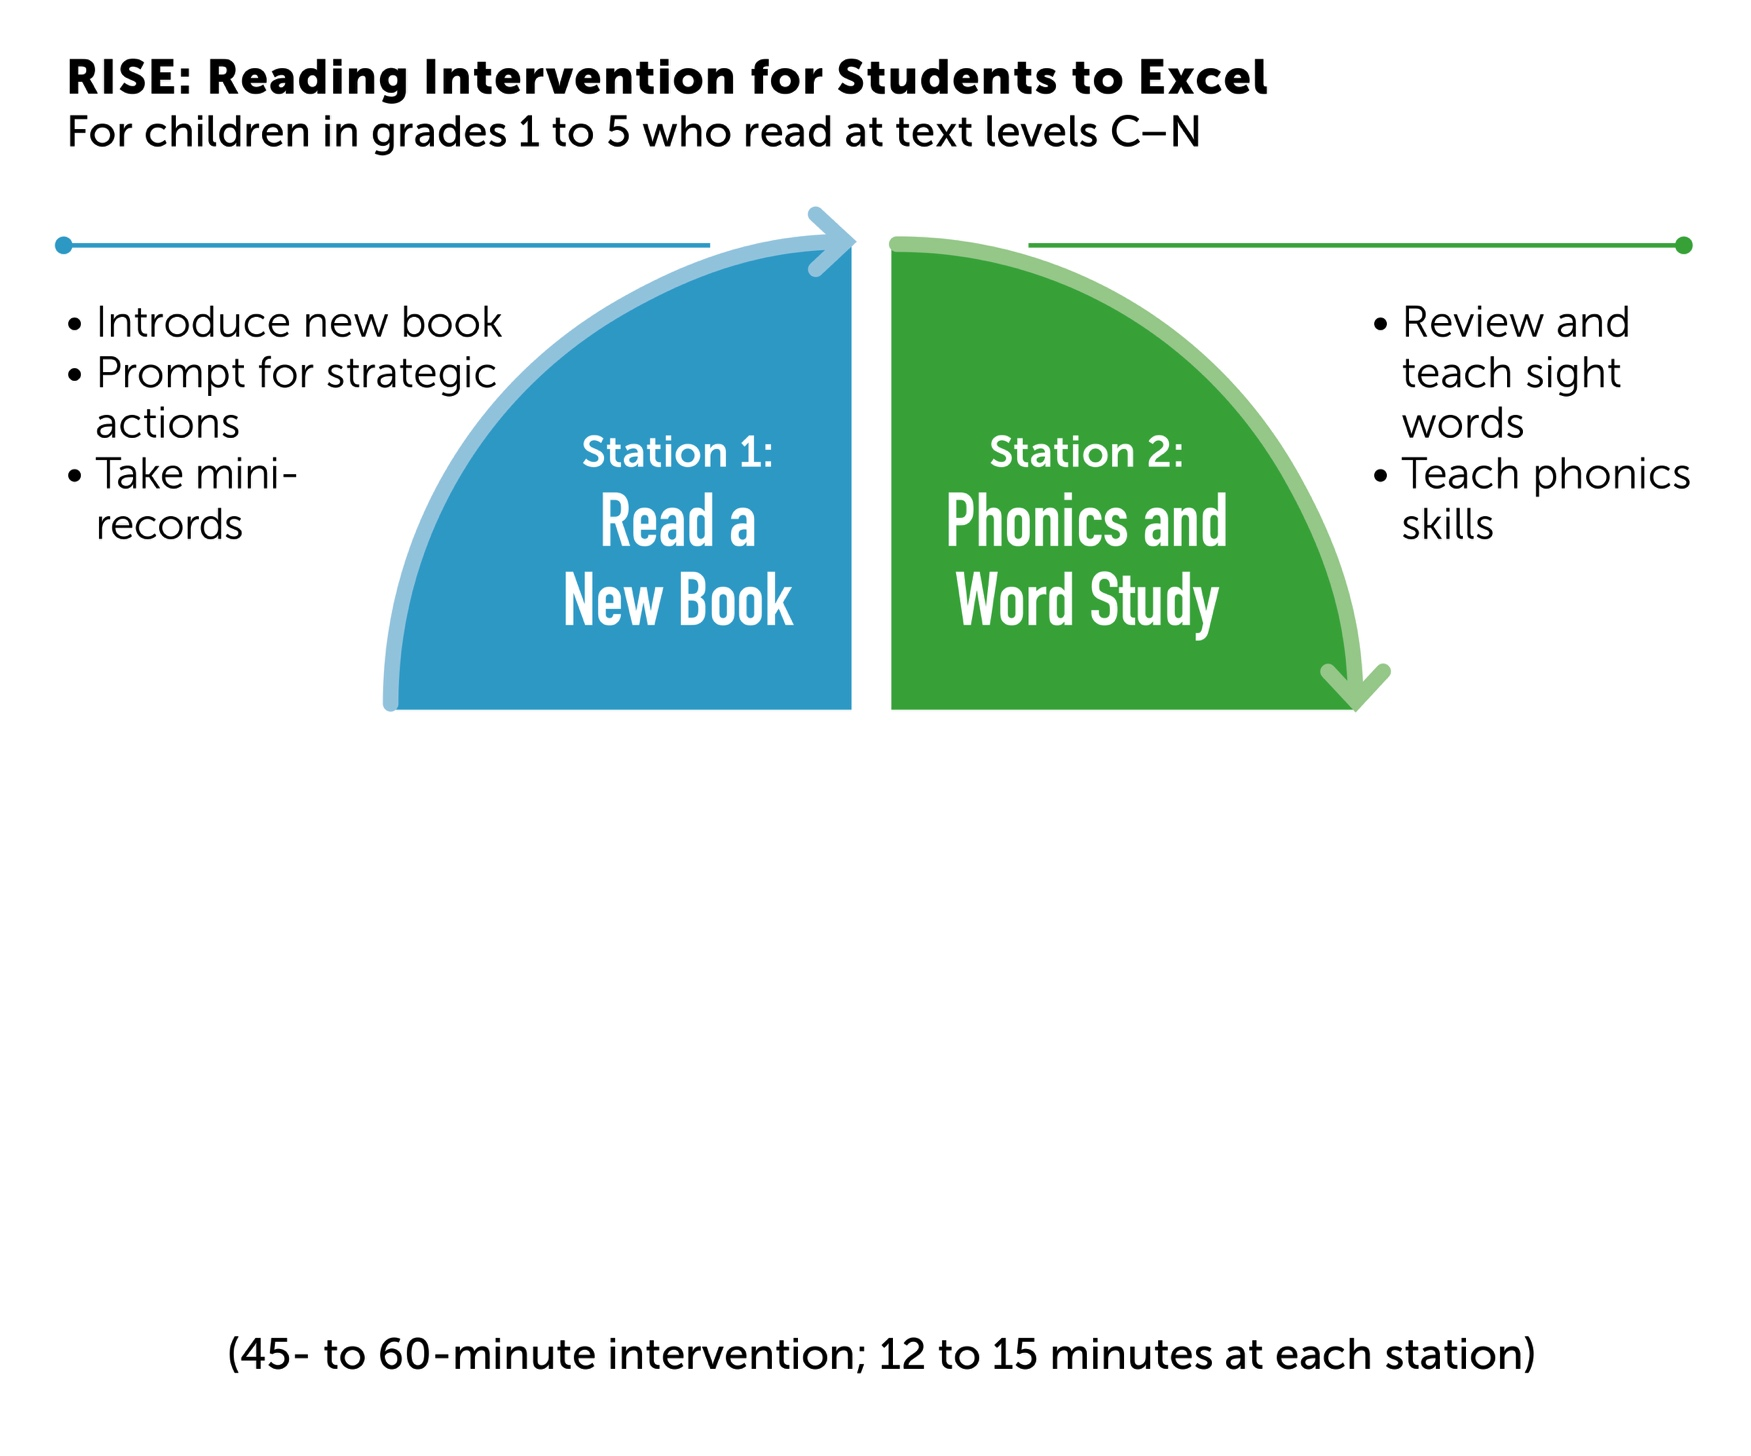 RISE: Reading Intervention for Students to Excel
For children in grades 1 to 5 who read at text levels C–N
• Introduce new book
• Prompt for strategic
actions
• Take mini-
records
Station 1:
Read a
New Book
Station 2:
Phonics and
Word Study
• Review and
teach sight
words
• Teach phonics
skills
(45- to 60-minute intervention; 12 to 15 minutes at each station)